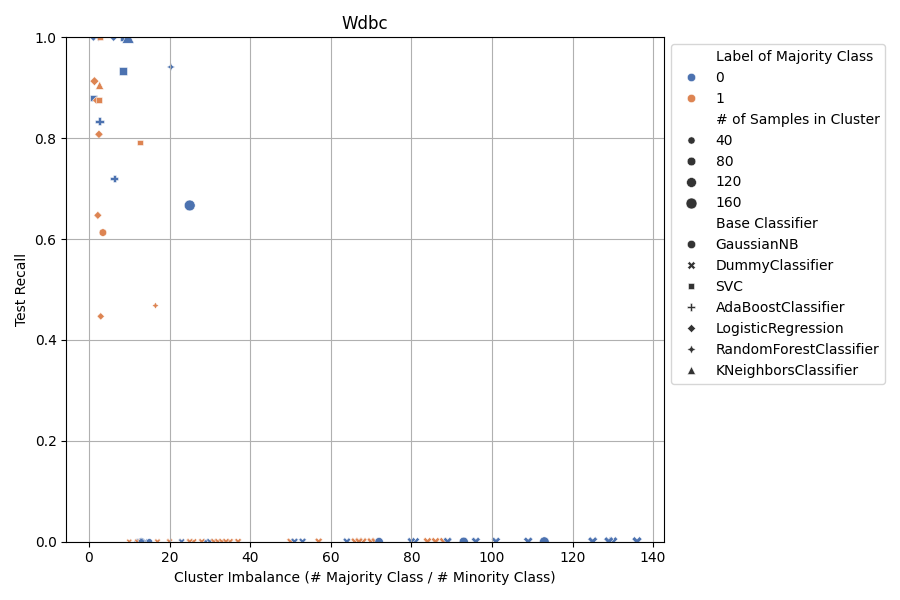 Wdbc
1.0
0.8
0.6
0.4
0.2
0.0
Test Recall
0 20 40 60 80 100 120 140
Cluster Imbalance (# Majority Class / # Minority Class)
Label of Majority Class
0
1
# of Samples in Cluster
40
80
120
160
Base Classifier
GaussianNB
DummyClassifier
SVC
AdaBoostClassifier
LogisticRegression
RandomForestClassifier
KNeighborsClassifier